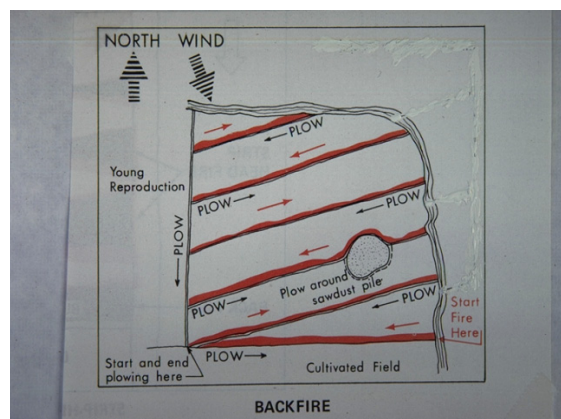 NORTH WIND
PLOW
Young
Reproduction
PLOW
PLOW
PLOW
PLOW
Plow around
sawdust pile
PLOW
PLOW
Start
Fire
Here
Start and end
plowing here
PLOW
Cultivated Field
BACKFIRE